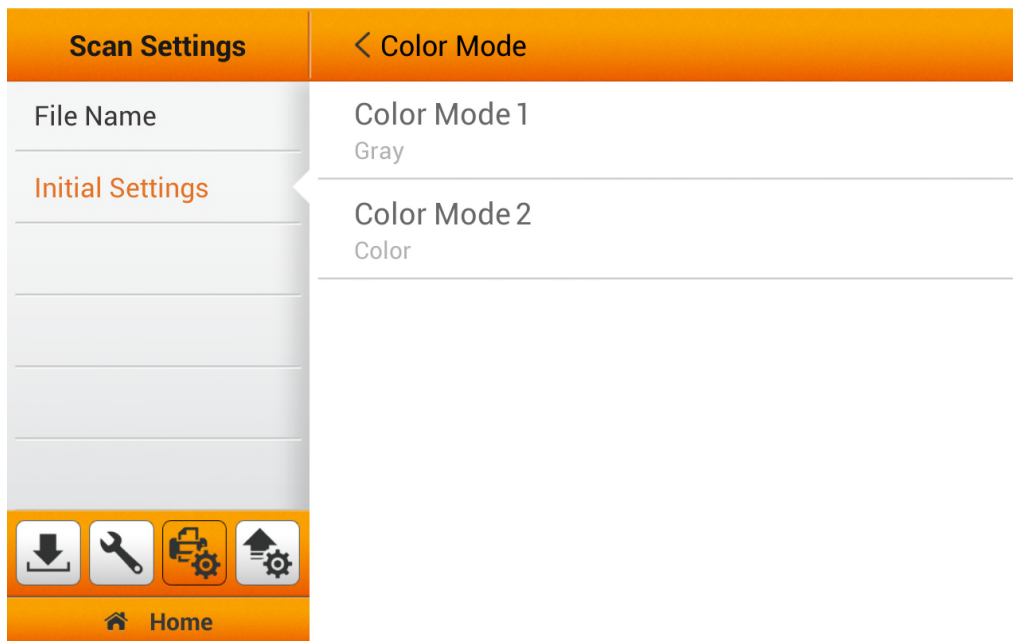 Scan Settings
Color Mode
File Name
Initial Settings
Color Mode 1
Gray
Color Mode 2
Color
Home